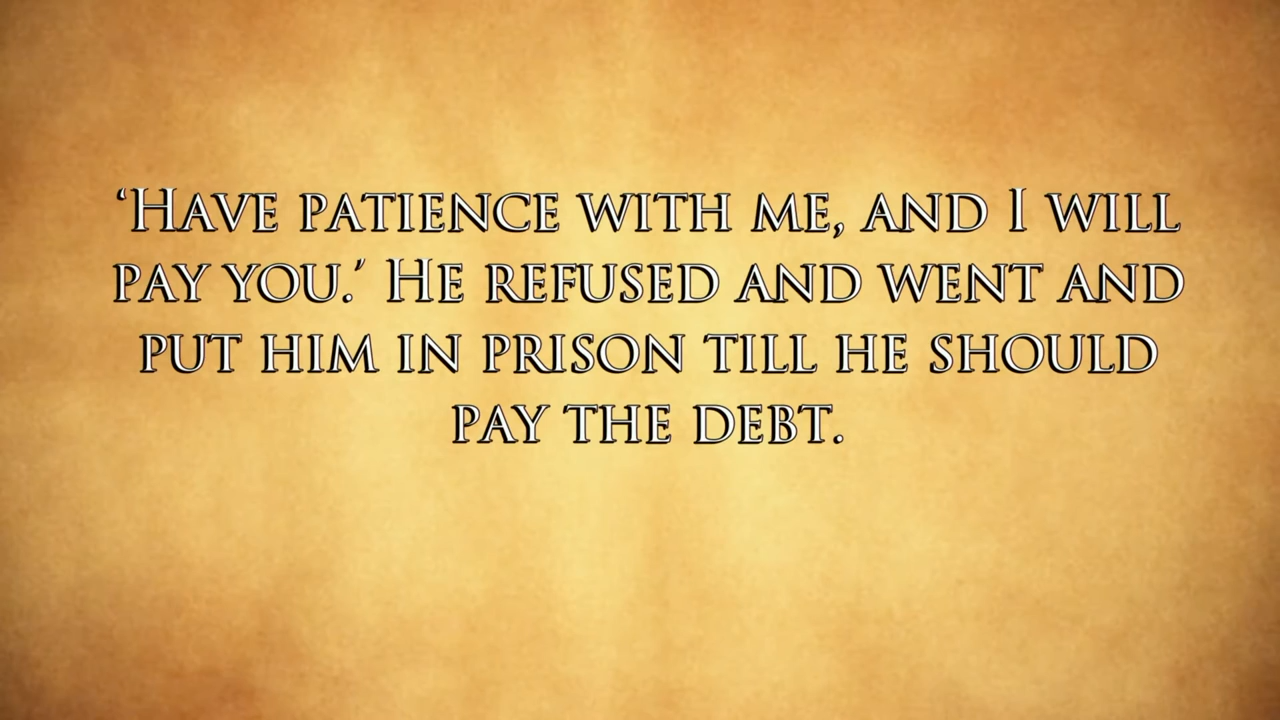 ‘Have patience with me, and I will
pay you.’ He refused and went and
put him in prison till he should
pay the debt.